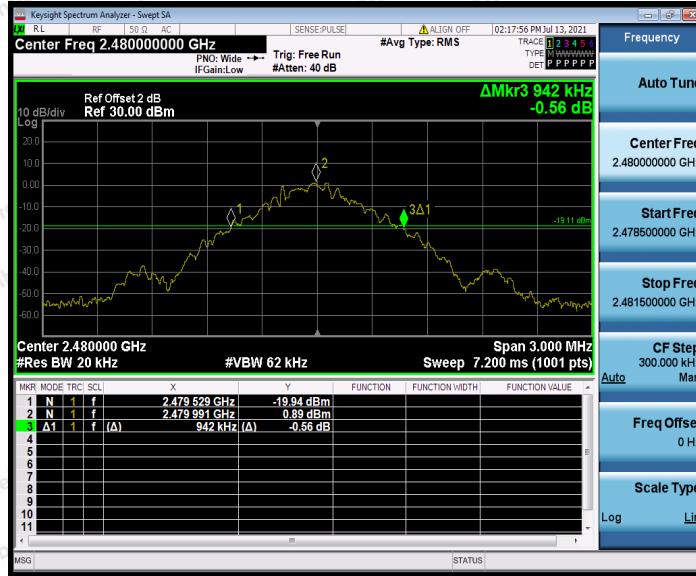 Keysight Spectrum Analyzer - Swept SA
LXI RL RF 50 Ω AC SENSE:PULSE ALIGN OFF 02:17:56 PM Jul 13, 2021
Center Freq 2.480000000 GHz #Avg Type: RMS TRACE 1 2 3 4 5 6
PNO: Wide Trig: Free Run TYPE M WWWWW
IFGain:Low #Atten: 40 dB DET P P P P P P
ΔMkr3 942 kHz
Ref Offset 2 dB
10 dB/div Ref 30.00 dBm -0.56 dB
Log
20.0
10.0
0.00
-10.0
-20.0
-30.0
-40.0
-50.0
-60.0
1
2
3Δ1
-19.11 dBm
Center 2.480000 GHz Span 3.000 MHz
#Res BW 20 kHz #VBW 62 kHz Sweep 7.200 ms (1001 pts)
MKR MODE TRC SCL X Y FUNCTION FUNCTION WIDTH FUNCTION VALUE
1 N 1 f 2.479 529 GHz -19.94 dBm
2 N 1 f 2.479 991 GHz 0.89 dBm
3 Δ1 1 f (Δ) 942 kHz (Δ) -0.56 dB
4
5
6
7
8
9
10
11
MSG STATUS
Frequency
Auto Tun
Center Fre
2.480000000 GH
Start Fre
2.478500000 GH
Stop Fre
2.481500000 GH
CF Step
300.000 kH
Auto Ma
Freq Offse
0 H
Scale Type
Log Li